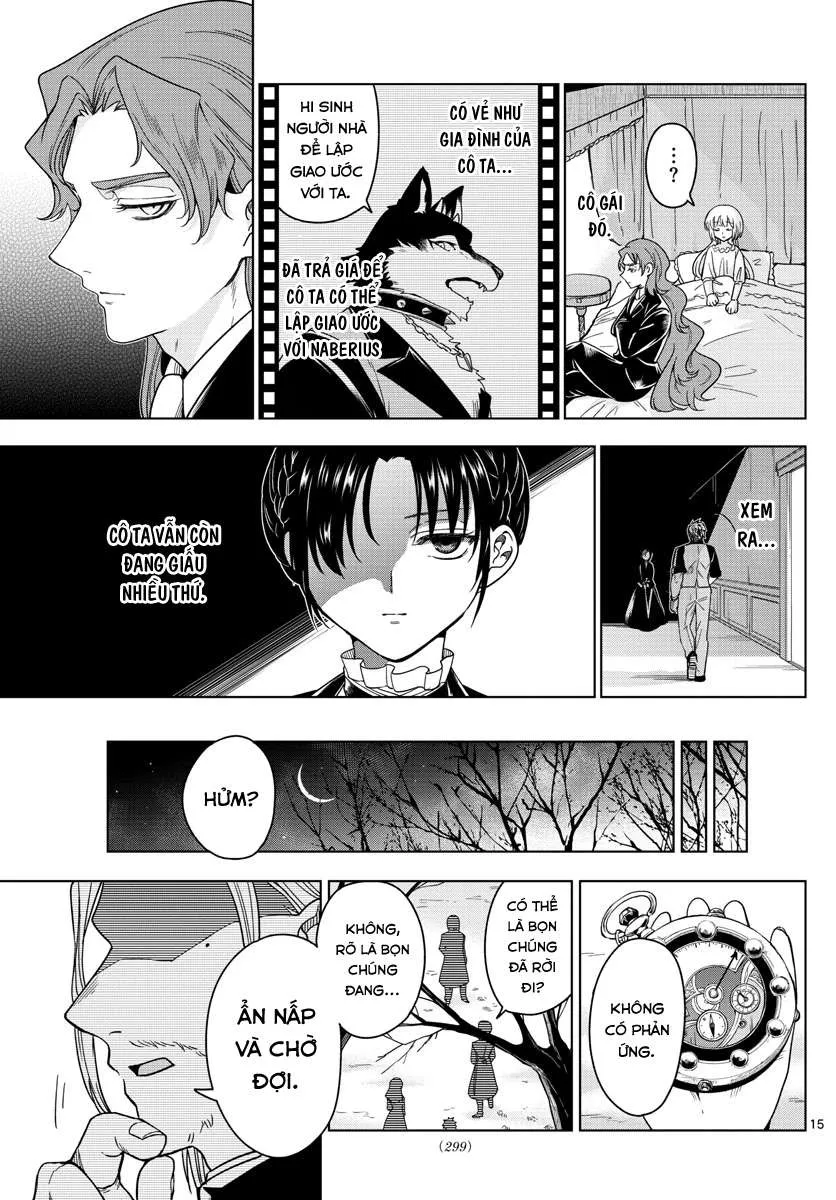 ...?
CÔ GÁI
ĐÓ.
CÓ VẺ NHƯ
GIA ĐÌNH CỦA
CÔ TA...
HI SINH
NGƯỜI NHÀ
ĐỂ LẬP
GIAO ƯỚC
VỚI TA.
ĐÃ TRẢ GIÁ ĐỂ
CÔ TA CÓ THỂ
LẬP GIAO ƯỚC
VỚI NABERIUS
XEM
RA...
CÔ TA VẪN CÒN
ĐANG GIẤU
NHIỀU THỨ.
HỬM?
KHÔNG
CÓ PHẢN
ỨNG.
CÓ THỂ
LÀ BỌN
CHÚNG
ĐÃ RỜI
ĐI?
KHÔNG,
RÕ LÀ BỌN
CHÚNG
ĐANG...
ẨN NẤP
VÀ CHỜ
ĐỢI.
15
(299)